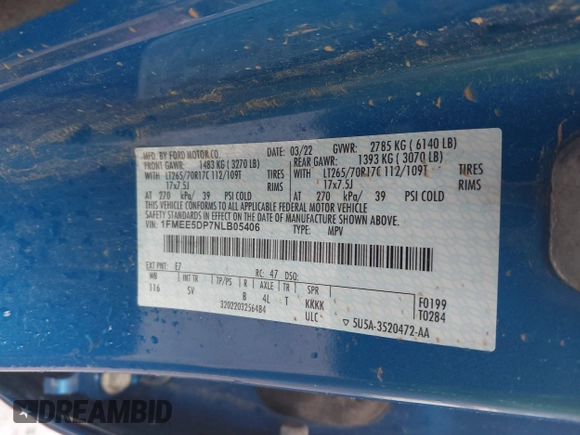 MFD. BY FORD MOTOR CO.
03/22 GVWR: 2785 KG ( 6140 LB)
FRONT GAWR: 1483 KG ( 3270 LB)
REAR GAWR: 1393 KG ( 3070 LB)
WITH LT265/70R17C 112/109T TIRES
17x7.5J RIMS
WITH LT265/70R17C 112/109T TIRES
17x7.5J RIMS
AT 270 kPa/ 39 PSI COLD
AT 270 kPa/ 39 PSI COLD
THIS VEHICLE CONFORMS TO ALL APPLICABLE FEDERAL MOTOR VEHICLE
SAFETY STANDARDS IN EFFECT ON THE DATE OF MANUFACTURE SHOWN ABOVE.
VIN: 1FMEE5DP7NLB05406
TYPE: MPV
EXT PNT: E7 RC: 47 DSO:
WB INT TR TP/PS R AXLE TR SPR
116 SV B 4L T KKKK
3202203256484 ULC
F0199
T0284
5U5A-3520472-AA
DREAMBID